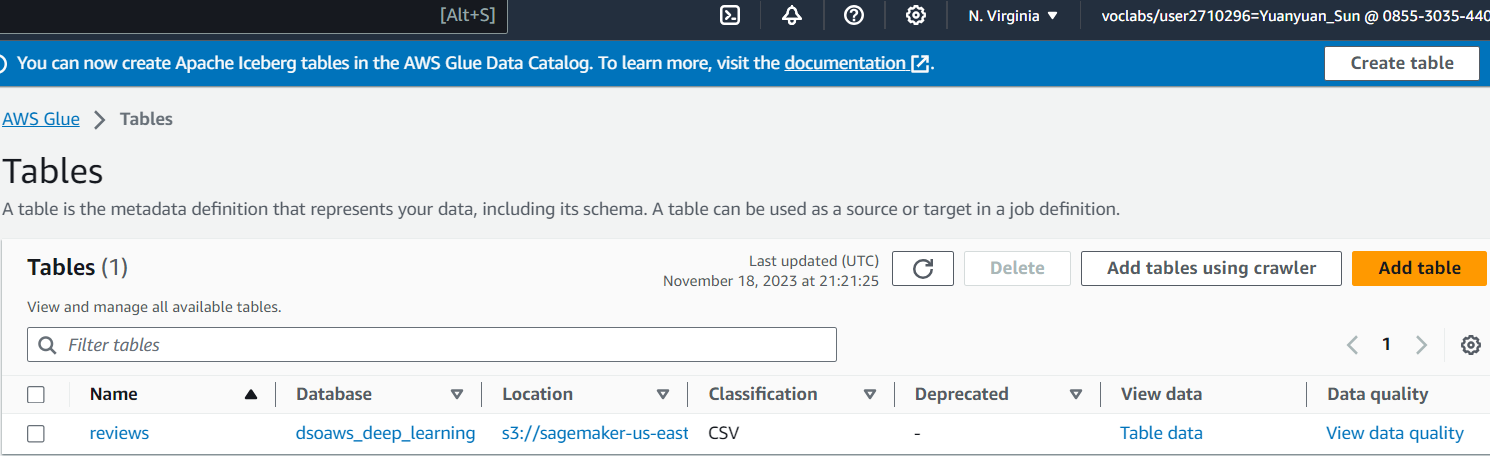 [Alt+S] N. Virginia ▼ voclabs/user2710296=Yuanyuan_Sun @ 0855-3035-440
You can now create Apache Iceberg tables in the AWS Glue Data Catalog. To learn more, visit the documentation. Create table
AWS Glue > Tables
Tables
A table is the metadata definition that represents your data, including its schema. A table can be used as a source or target in a job definition.
Tables (1) Last updated (UTC) November 18, 2023 at 21:21:25 Delete Add tables using crawler Add table
View and manage all available tables.
Filter tables 1
Name Database Location Classification Deprecated View data Data quality
reviews dsoaws_deep_learning s3://sagemaker-us-east CSV - Table data View data quality